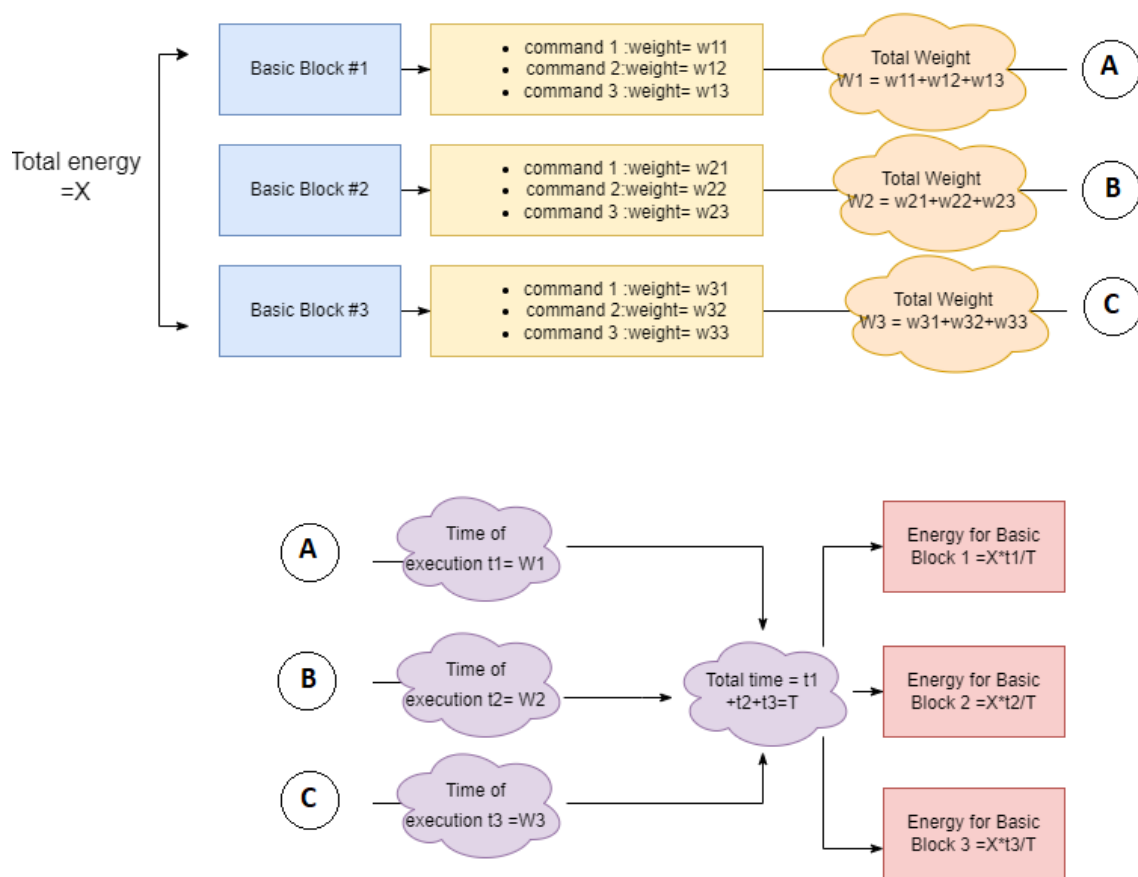 Total energy
=X
Basic Block #1
• command 1 :weight= w11
• command 2:weight= w12
• command 3 :weight= w13
Total Weight
W1 = w11+w12+w13
A
Basic Block #2
• command 1 :weight= w21
• command 2:weight= w22
• command 3 :weight= w23
Total Weight
W2 = w21+w22+w23
B
Basic Block #3
• command 1 :weight= w31
• command 2:weight= w32
• command 3 :weight= w33
Total Weight
W3 = w31+w32+w33
C
A
Time of
execution t1= W1
B
Time of
execution t2= W2
C
Time of
execution t3 =W3
Total time = t1
+t2+t3=T
Energy for Basic
Block 1 =X*t1/T
Energy for Basic
Block 2 =X*t2/T
Energy for Basic
Block 3 =X*t3/T